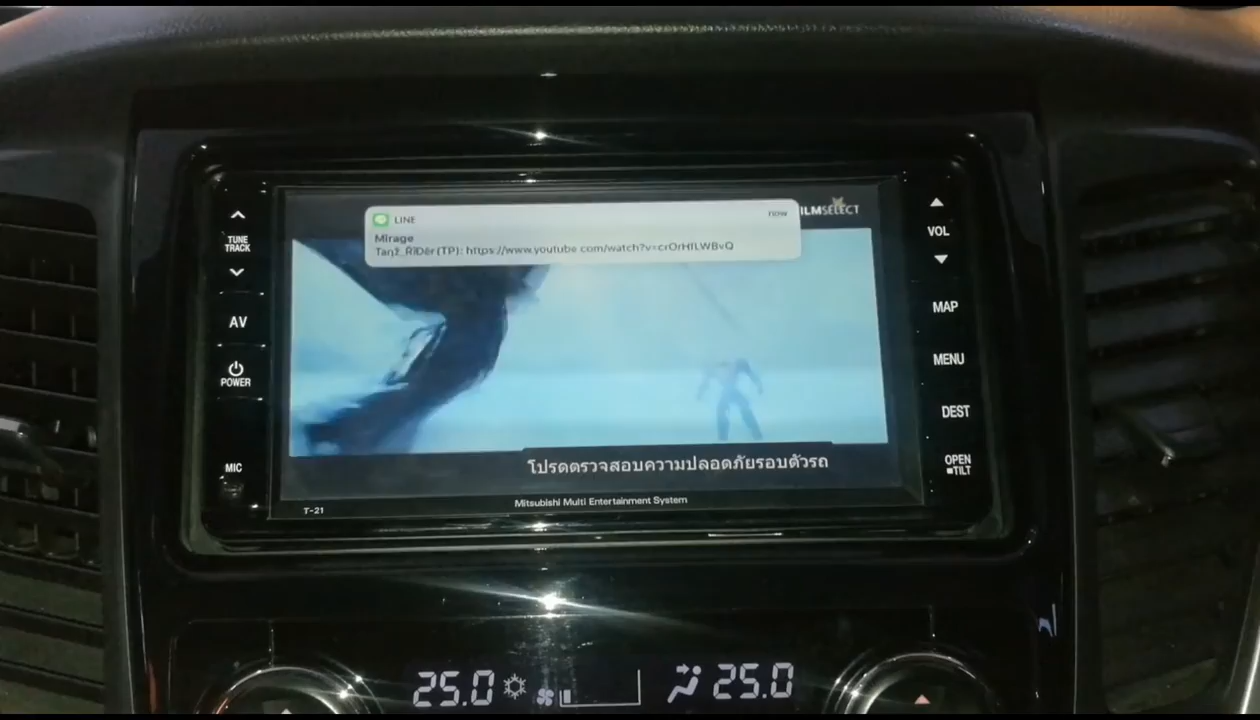 LINE
now
ILMSELECT
Mirage
Taŋž_ŘĩDêr(TP): https://www.youtube.com/watch?v=crOrHfLWBvQ
TUNE
TRACK
AV
POWER
MIC
VOL
MAP
MENU
DEST
OPEN
TILT
โปรดตรวจสอบความปลอดภัยรอบตัวรถ
T-21
Mitsubishi Multi Entertainment System
25.0
25.0